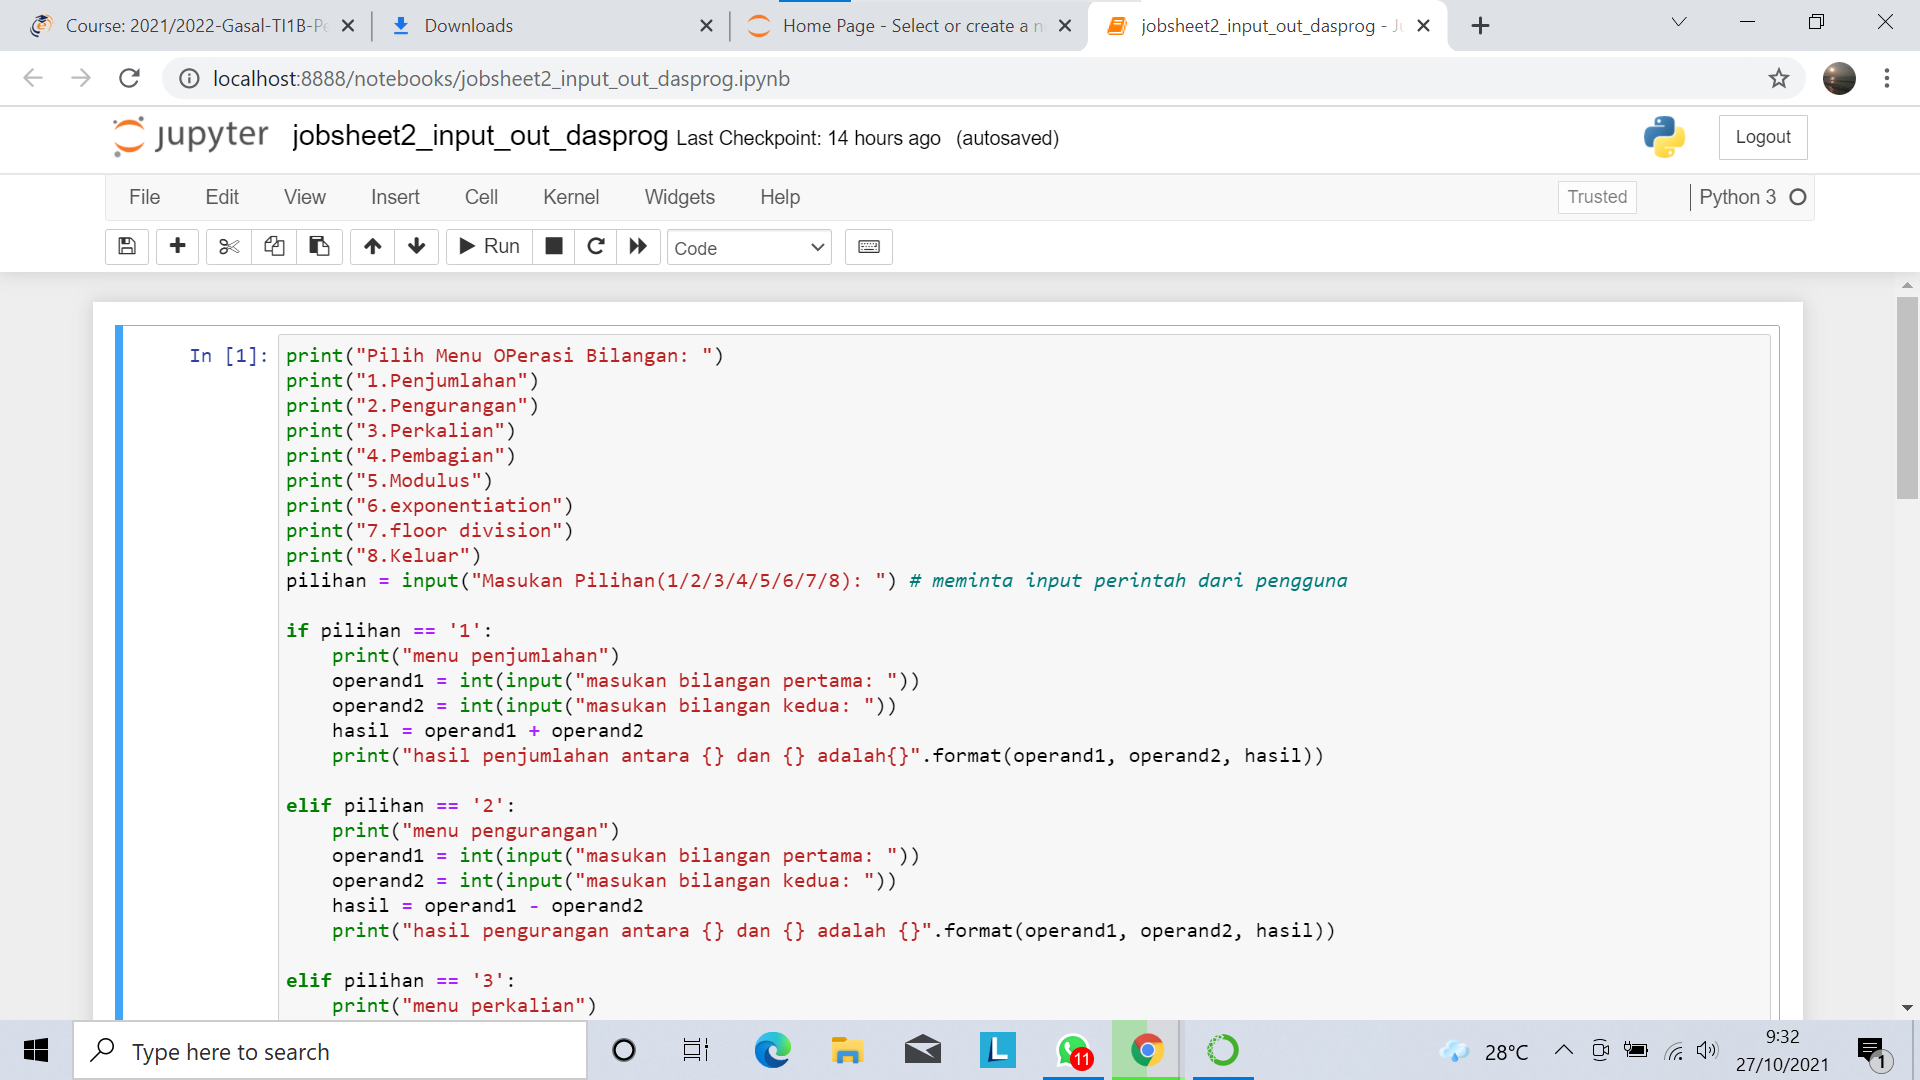 Course: 2021/2022-Gasal-TI1B-Pe
Downloads
Home Page - Select or create a n
jobsheet2_input_out_dasprog - Ju
localhost:8888/notebooks/jobsheet2_input_out_dasprog.ipynb
jupyter jobsheet2_input_out_dasprog Last Checkpoint: 14 hours ago (autosaved)
Logout
File Edit View Insert Cell Kernel Widgets Help
Trusted Python 3
Run Code
In [1]:
print("Pilih Menu OPerasi Bilangan: ")
print("1.Penjumlahan")
print("2.Pengurangan")
print("3.Perkalian")
print("4.Pembagian")
print("5.Modulus")
print("6.exponentiation")
print("7.floor division")
print("8.Keluar")
pilihan = input("Masukan Pilihan(1/2/3/4/5/6/7/8): ") # meminta input perintah dari pengguna
if pilihan == '1':
    print("menu penjumlahan")
    operand1 = int(input("masukan bilangan pertama: "))
    operand2 = int(input("masukan bilangan kedua: "))
    hasil = operand1 + operand2
    print("hasil penjumlahan antara {} dan {} adalah{}".format(operand1, operand2, hasil))
elif pilihan == '2':
    print("menu pengurangan")
    operand1 = int(input("masukan bilangan pertama: "))
    operand2 = int(input("masukan bilangan kedua: "))
    hasil = operand1 - operand2
    print("hasil pengurangan antara {} dan {} adalah {}".format(operand1, operand2, hasil))
elif pilihan == '3':
    print("menu perkalian")
Type here to search
L
11
28°C
9:32
27/10/2021
1